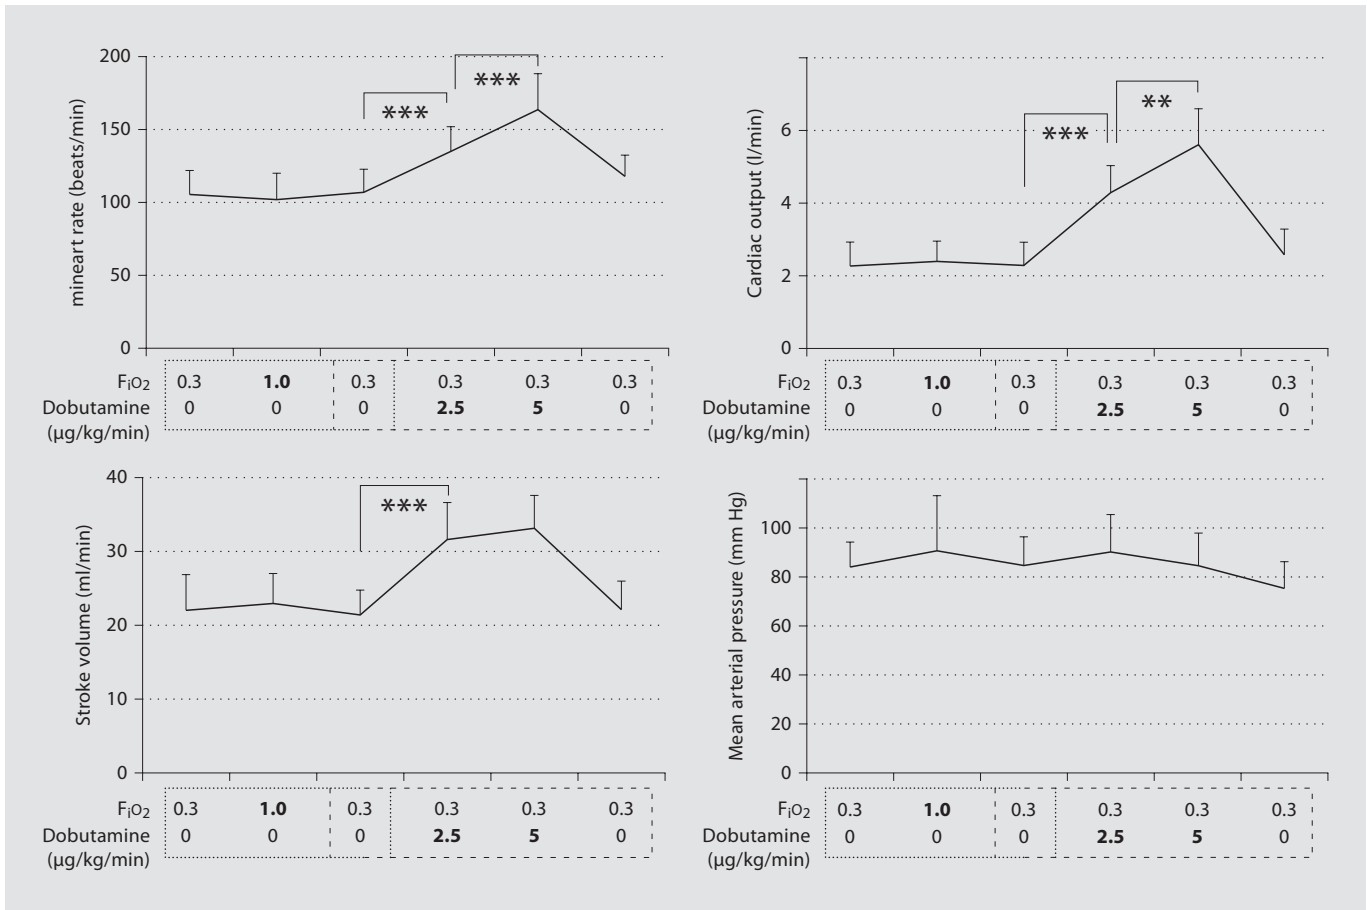 200
150
100
50
0
mineart rate (beats/min)
***
***
FiO2 0.3 1.0 0.3 0.3 0.3 0.3
Dobutamine 0 0 0 2.5 5 0
(µg/kg/min)
6
4
2
0
Cardiac output (l/min)
***
**
FiO2 0.3 1.0 0.3 0.3 0.3 0.3
Dobutamine 0 0 0 2.5 5 0
(µg/kg/min)
40
30
20
10
0
Stroke volume (ml/min)
***
FiO2 0.3 1.0 0.3 0.3 0.3 0.3
Dobutamine 0 0 0 2.5 5 0
(µg/kg/min)
100
80
60
40
20
0
Mean arterial pressure (mm Hg)
FiO2 0.3 1.0 0.3 0.3 0.3 0.3
Dobutamine 0 0 0 2.5 5 0
(µg/kg/min)